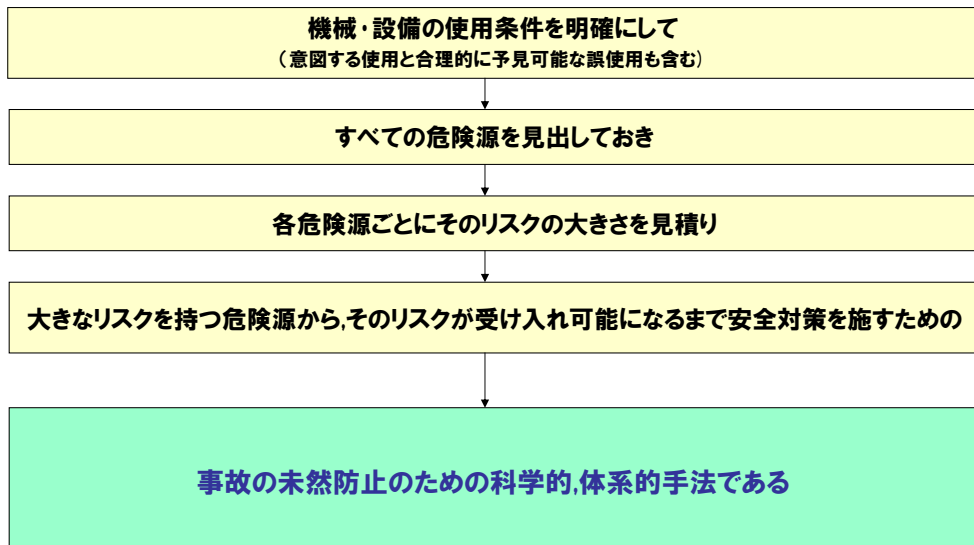 機械・設備の使用条件を明確にして
（意図する使用と合理的に予見可能な誤使用も含む）
すべての危険源を見出しておき
各危険源ごとにそのリスクの大きさを見積り
大きなリスクを持つ危険源から,そのリスクが受け入れ可能になるまで安全対策を施すための
事故の未然防止のための科学的,体系的手法である